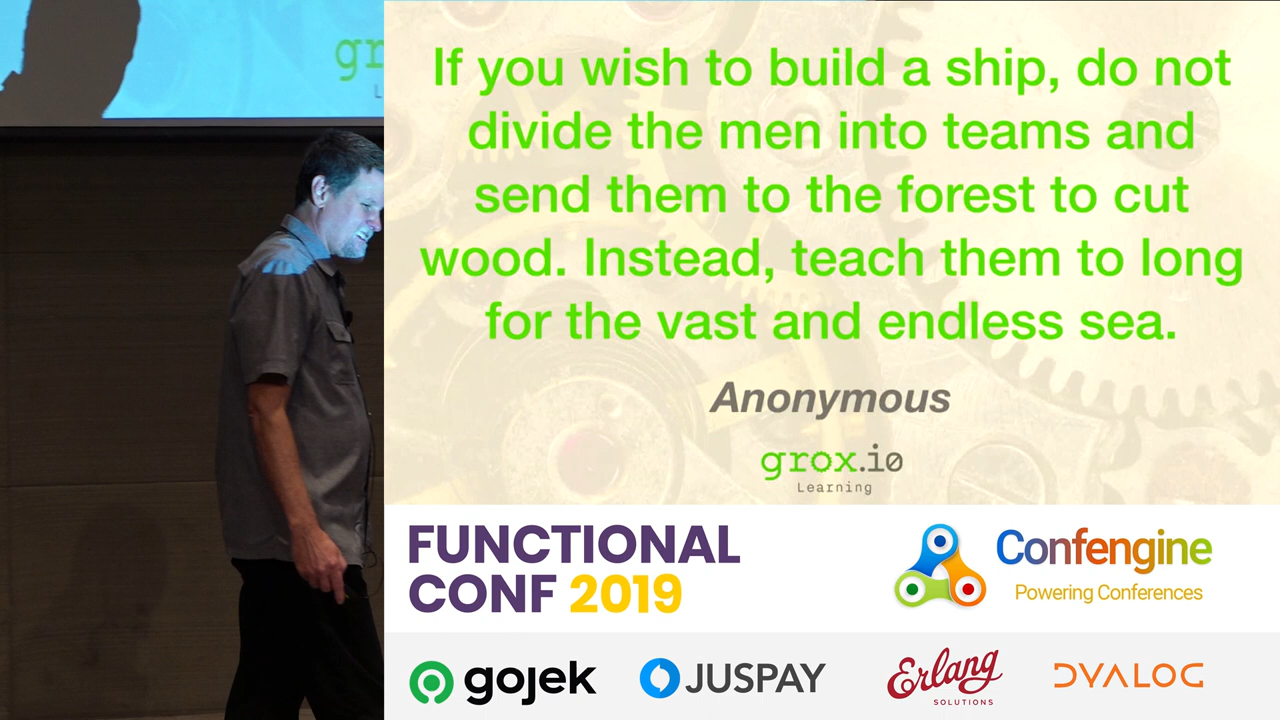 gr
L
If you wish to build a ship, do not
divide the men into teams and
send them to the forest to cut
wood. Instead, teach them to long
for the vast and endless sea.
Anonymous
grox.io
Learning
FUNCTIONAL
CONF 2019
Confengine
Powering Conferences
gojek
JUSPAY
Erlang
SOLUTIONS
DYALOG